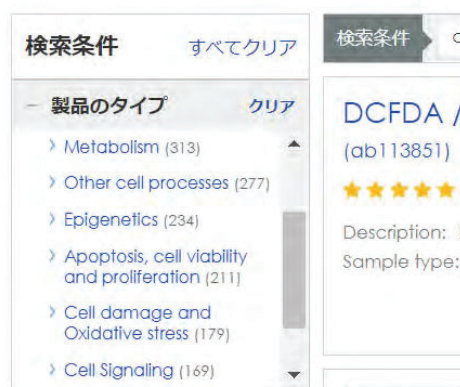 検索条件 すべてクリア
− 製品のタイプ クリア
Metabolism (313)
Other cell processes (277)
Epigenetics (234)
Apoptosis, cell viability
and proliferation (211)
Cell damage and
Oxidative stress (179)
Cell Signaling (169)
検索条件
DCFDA /
(ab113851)
Description:
Sample type: